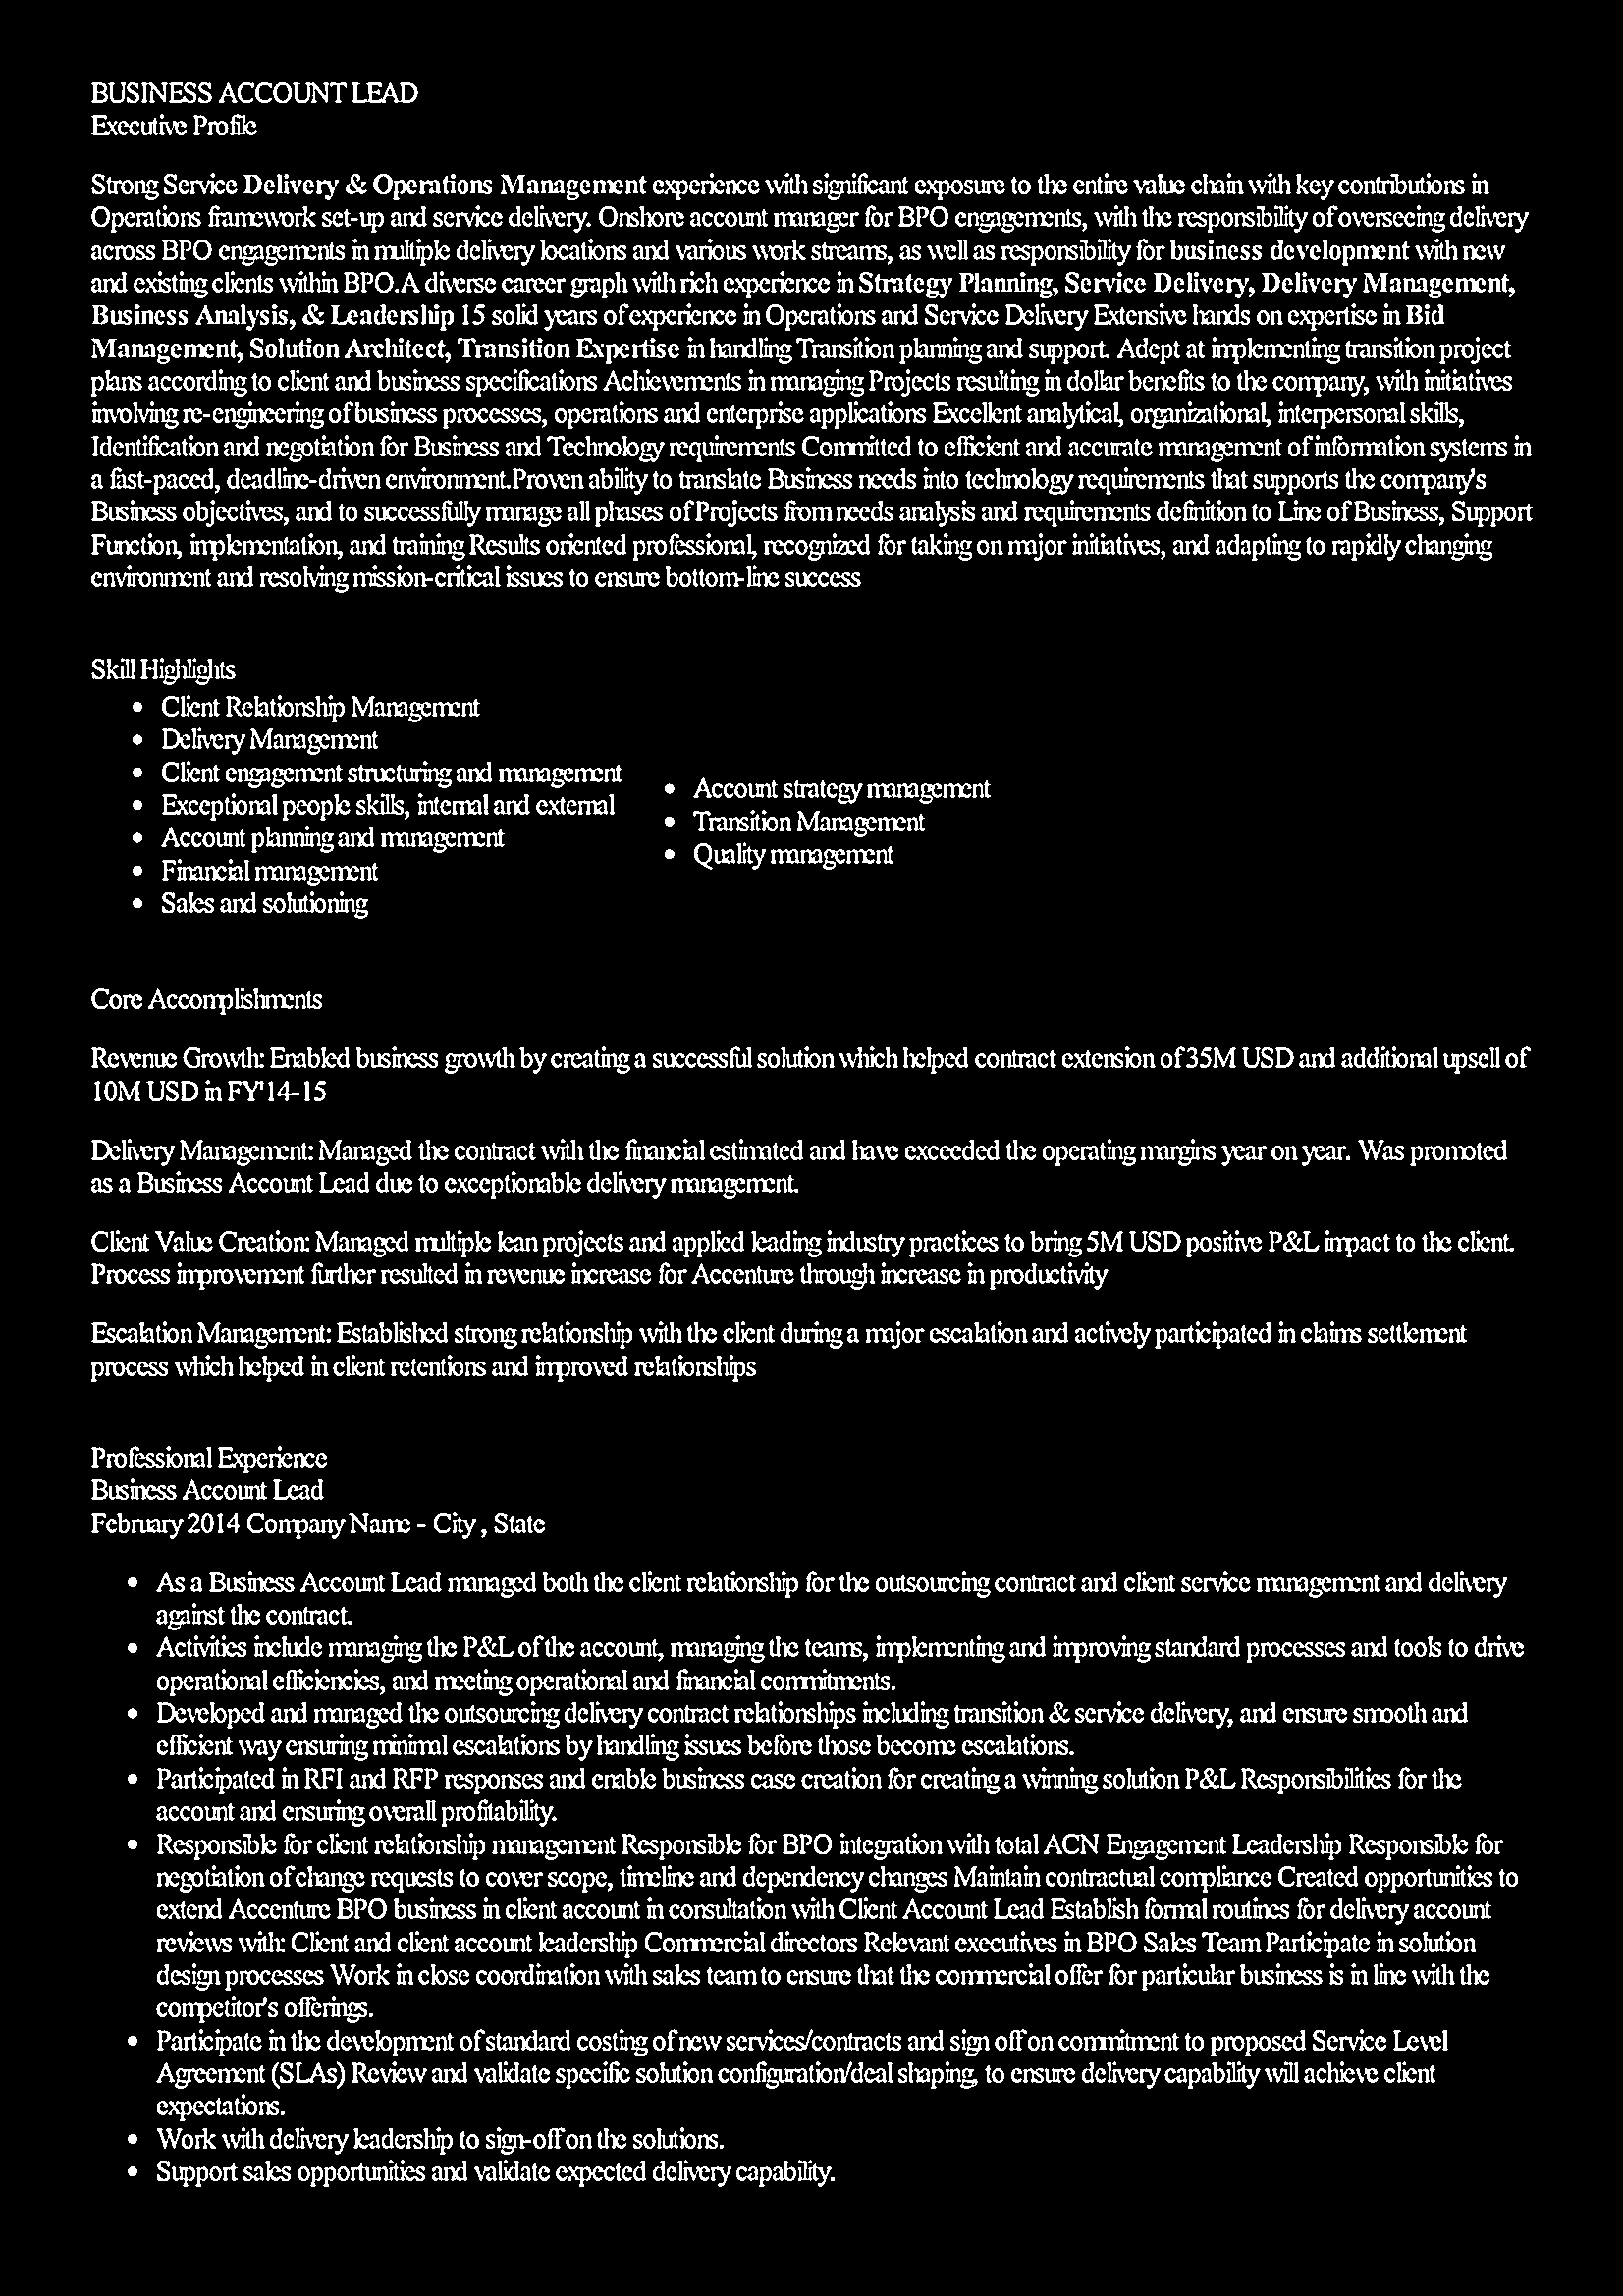 BUSINESS ACCOUNT LEAD
Executive Profile
Strong Service Delivery & Operations Management experience with significant exposure to the entire value chain with key contributions in
Operations framework set-up and service delivery. Onshore account manager for BPO engagements, with the responsibility of overseeing delivery
across BPO engagements in multiple delivery locations and various work streams, as well as responsibility for business development with new
and existing clients within BPO.A diverse career graph with rich experience in Strategy Planning, Service Delivery, Delivery Management,
Business Analysis, & Leadership 15 solid years of experience in Operations and Service Delivery Extensive hands on expertise in Bid
Management, Solution Architect, Transition Expertise in handling Transition planning and support. Adept at implementing transition project
plans according to client and business specifications Achievements in managing Projects resulting in dollar benefits to the company, with initiatives
involving re-engineering of business processes, operations and enterprise applications Excellent analytical, organizational, interpersonal skills,
Identification and negotiation for Business and Technology requirements Committed to efficient and accurate management of information systems in
a fast-paced, deadline-driven environment.Proven ability to translate Business needs into technology requirements that supports the company's
Business objectives, and to successfully manage all phases of Projects from needs analysis and requirements definition to Line of Business, Support
Function, implementation, and training Results oriented professional, recognized for taking on major initiatives, and adapting to rapidly changing
environment and resolving mission-critical issues to ensure bottom-line success
Skill Highlights
• Client Relationship Management
• Delivery Management
• Client engagement structuring and management
• Exceptional people skills, internal and external
• Account planning and management
• Financial management
• Sales and solutioning
• Account strategy management
• Transition Management
• Quality management
Core Accomplishments
Revenue Growth: Enabled business growth by creating a successful solution which helped contract extension of 35M USD and additional upsell of
10M USD in FY'14-15
Delivery Management: Managed the contract with the financial estimated and have exceeded the operating margins year on year. Was promoted
as a Business Account Lead due to exceptionable delivery management.
Client Value Creation: Managed multiple lean projects and applied leading industry practices to bring 5M USD positive P&L impact to the client.
Process improvement further resulted in revenue increase for Accenture through increase in productivity
Escalation Management: Established strong relationship with the client during a major escalation and actively participated in claims settlement
process which helped in client retentions and improved relationships
Professional Experience
Business Account Lead
February 2014 Company Name - City , State
• As a Business Account Lead managed both the client relationship for the outsourcing contract and client service management and delivery
against the contract.
• Activities include managing the P&L of the account, managing the teams, implementing and improving standard processes and tools to drive
operational efficiencies, and meeting operational and financial commitments.
• Developed and managed the outsourcing delivery contract relationships including transition & service delivery, and ensure smooth and
efficient way ensuring minimal escalations by handling issues before those become escalations.
• Participated in RFI and RFP responses and enable business case creation for creating a winning solution P&L Responsibilities for the
account and ensuring overall profitability.
• Responsible for client relationship management Responsible for BPO integration with total ACN Engagement Leadership Responsible for
negotiation of change requests to cover scope, timeline and dependency changes Maintain contractual compliance Created opportunities to
extend Accenture BPO business in client account in consultation with Client Account Lead Establish formal routines for delivery account
reviews with: Client and client account leadership Commercial directors Relevant executives in BPO Sales Team Participate in solution
design processes Work in close coordination with sales team to ensure that the commercial offer for particular business is in line with the
competitor's offerings.
• Participate in the development of standard costing of new services/contracts and sign off on commitment to proposed Service Level
Agreement (SLAs) Review and validate specific solution configuration/deal shaping, to ensure delivery capability will achieve client
expectations.
• Work with delivery leadership to sign-off on the solutions.
• Support sales opportunities and validate expected delivery capability.